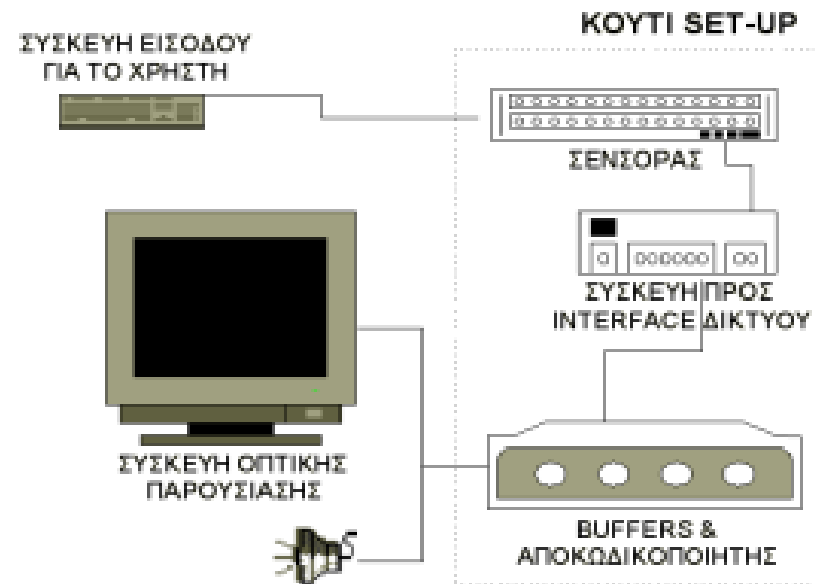 ΚΟΥΤΙ SET-UP
ΣΥΣΚΕΥΗ ΕΙΣΟΔΟΥ
ΓΙΑ ΤΟ ΧΡΗΣΤΗ
ΣΕΝΣΟΡΑΣ
ΣΥΣΚΕΥΗ ΠΡΟΣ
INTERFACE ΔΙΚΤΥΟΥ
ΣΥΣΚΕΥΗ ΟΠΤΙΚΗΣ
ΠΑΡΟΥΣΙΑΣΗΣ
BUFFERS &
ΑΠΟΚΩΔΙΚΟΠΟΙΗΤΗΣ